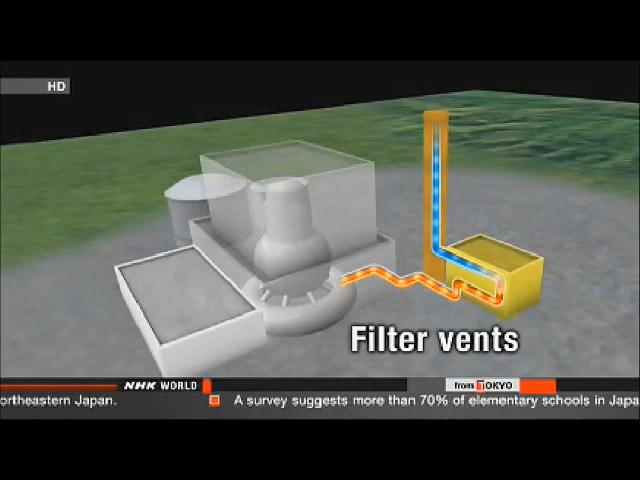 HD
Filter vents
NHK WORLD
from TOKYO
ortheastern Japan.
A survey suggests more than 70% of elementary schools in Japa